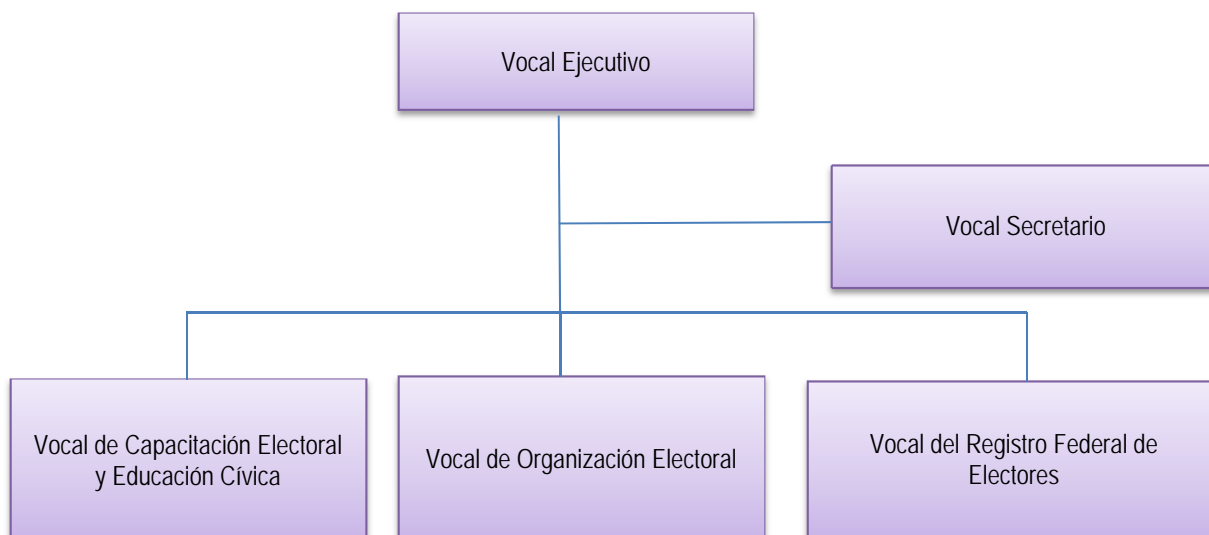 Vocal Ejecutivo
Vocal Secretario
Vocal de Capacitación Electoral
y Educación Cívica
Vocal de Organización Electoral
Vocal del Registro Federal de
Electores